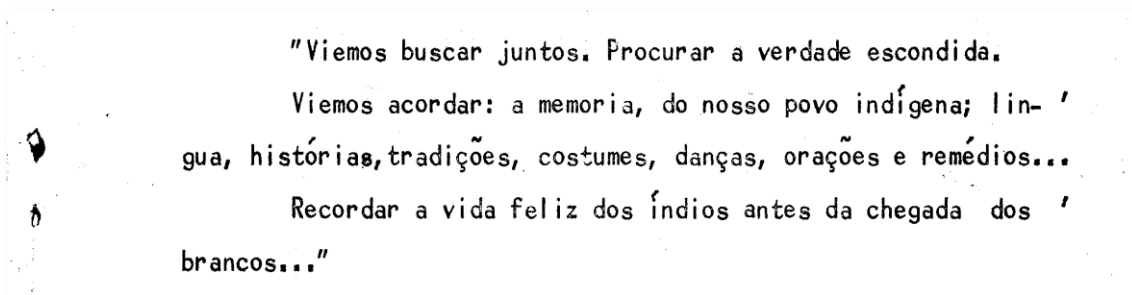 "Viemos buscar juntos. Procurar a verdade escondida.
Viemos acordar: a memoria, do nosso povo indígena; lin- '
gua, histórias, tradições, costumes, danças, orações e remédios...
Recordar a vida feliz dos índios antes da chegada dos '
brancos..."